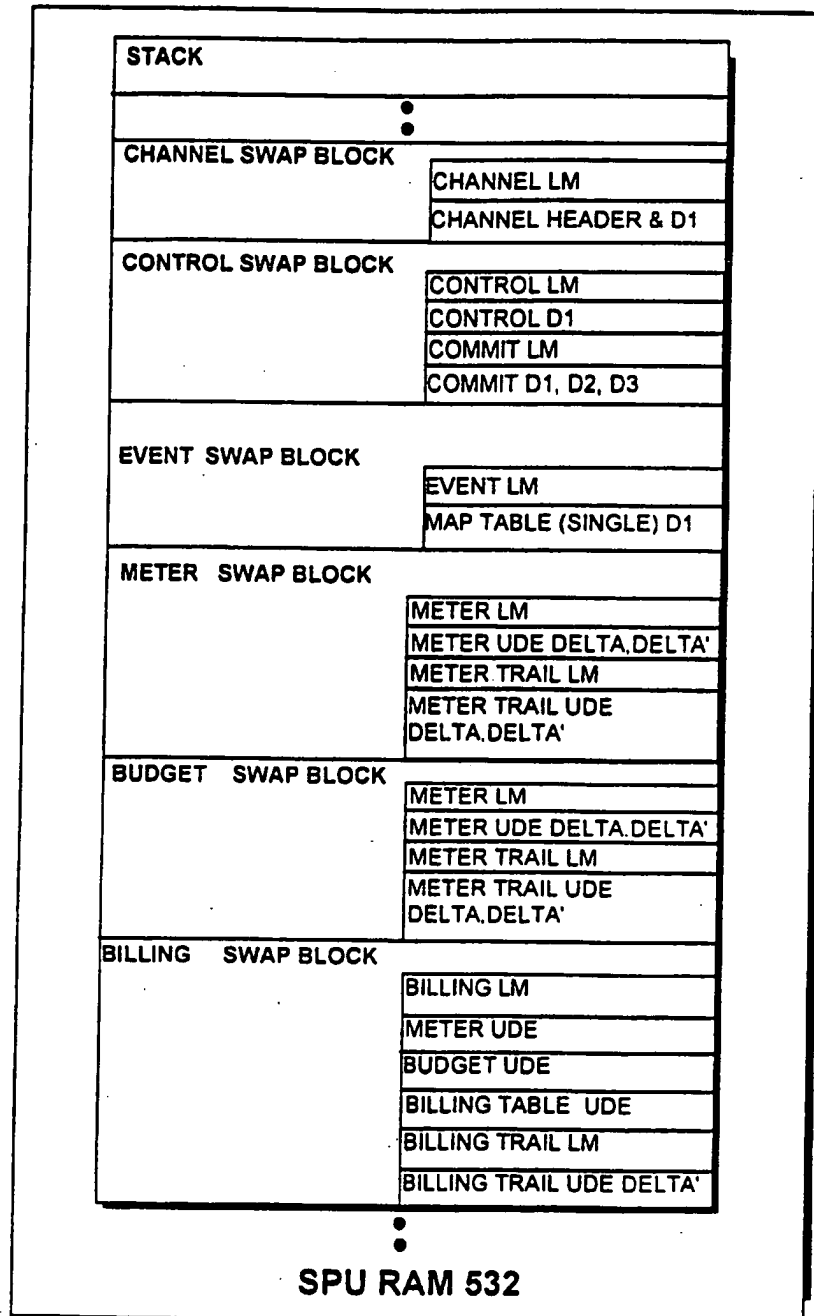 STACK
CHANNEL SWAP BLOCK
CHANNEL LM
CHANNEL HEADER & D1
CONTROL SWAP BLOCK
CONTROL LM
CONTROL D1
COMMIT LM
COMMIT D1, D2, D3
EVENT SWAP BLOCK
EVENT LM
MAP TABLE (SINGLE) D1
METER SWAP BLOCK
METER LM
METER UDE DELTA,DELTA'
METER TRAIL LM
METER TRAIL UDE
DELTA,DELTA'
BUDGET SWAP BLOCK
METER LM
METER UDE DELTA.DELTA'
METER TRAIL LM
METER TRAIL UDE
DELTA,DELTA'
BILLING SWAP BLOCK
BILLING LM
METER UDE
BUDGET UDE
BILLING TABLE UDE
BILLING TRAIL LM
BILLING TRAIL UDE DELTA'
SPU RAM 532